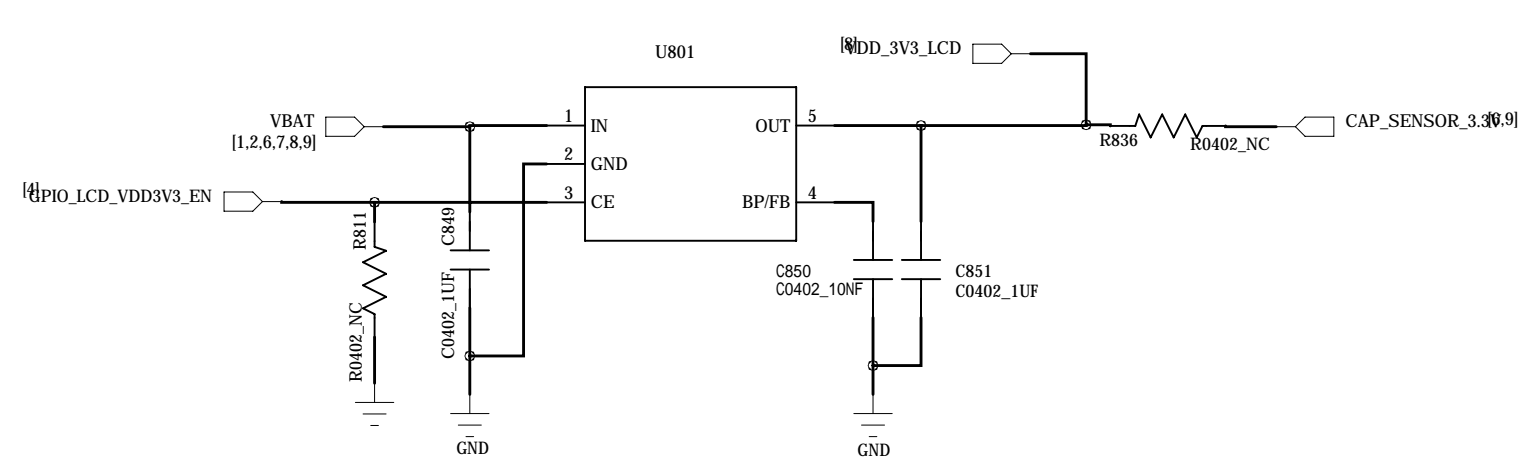 U801
[8]
VDD_3V3_LCD
VBAT
[1,2,6,7,8,9]
1
IN
OUT
5
R836
R0402_NC
CAP_SENSOR_3.3V
[6,9]
2
GND
[4]
GPIO_LCD_VDD3V3_EN
3
CE
BP/FB
4
R811
R0402_NC
C849
C0402_1UF
C850
C0402_10NF
C851
C0402_1UF
GND
GND